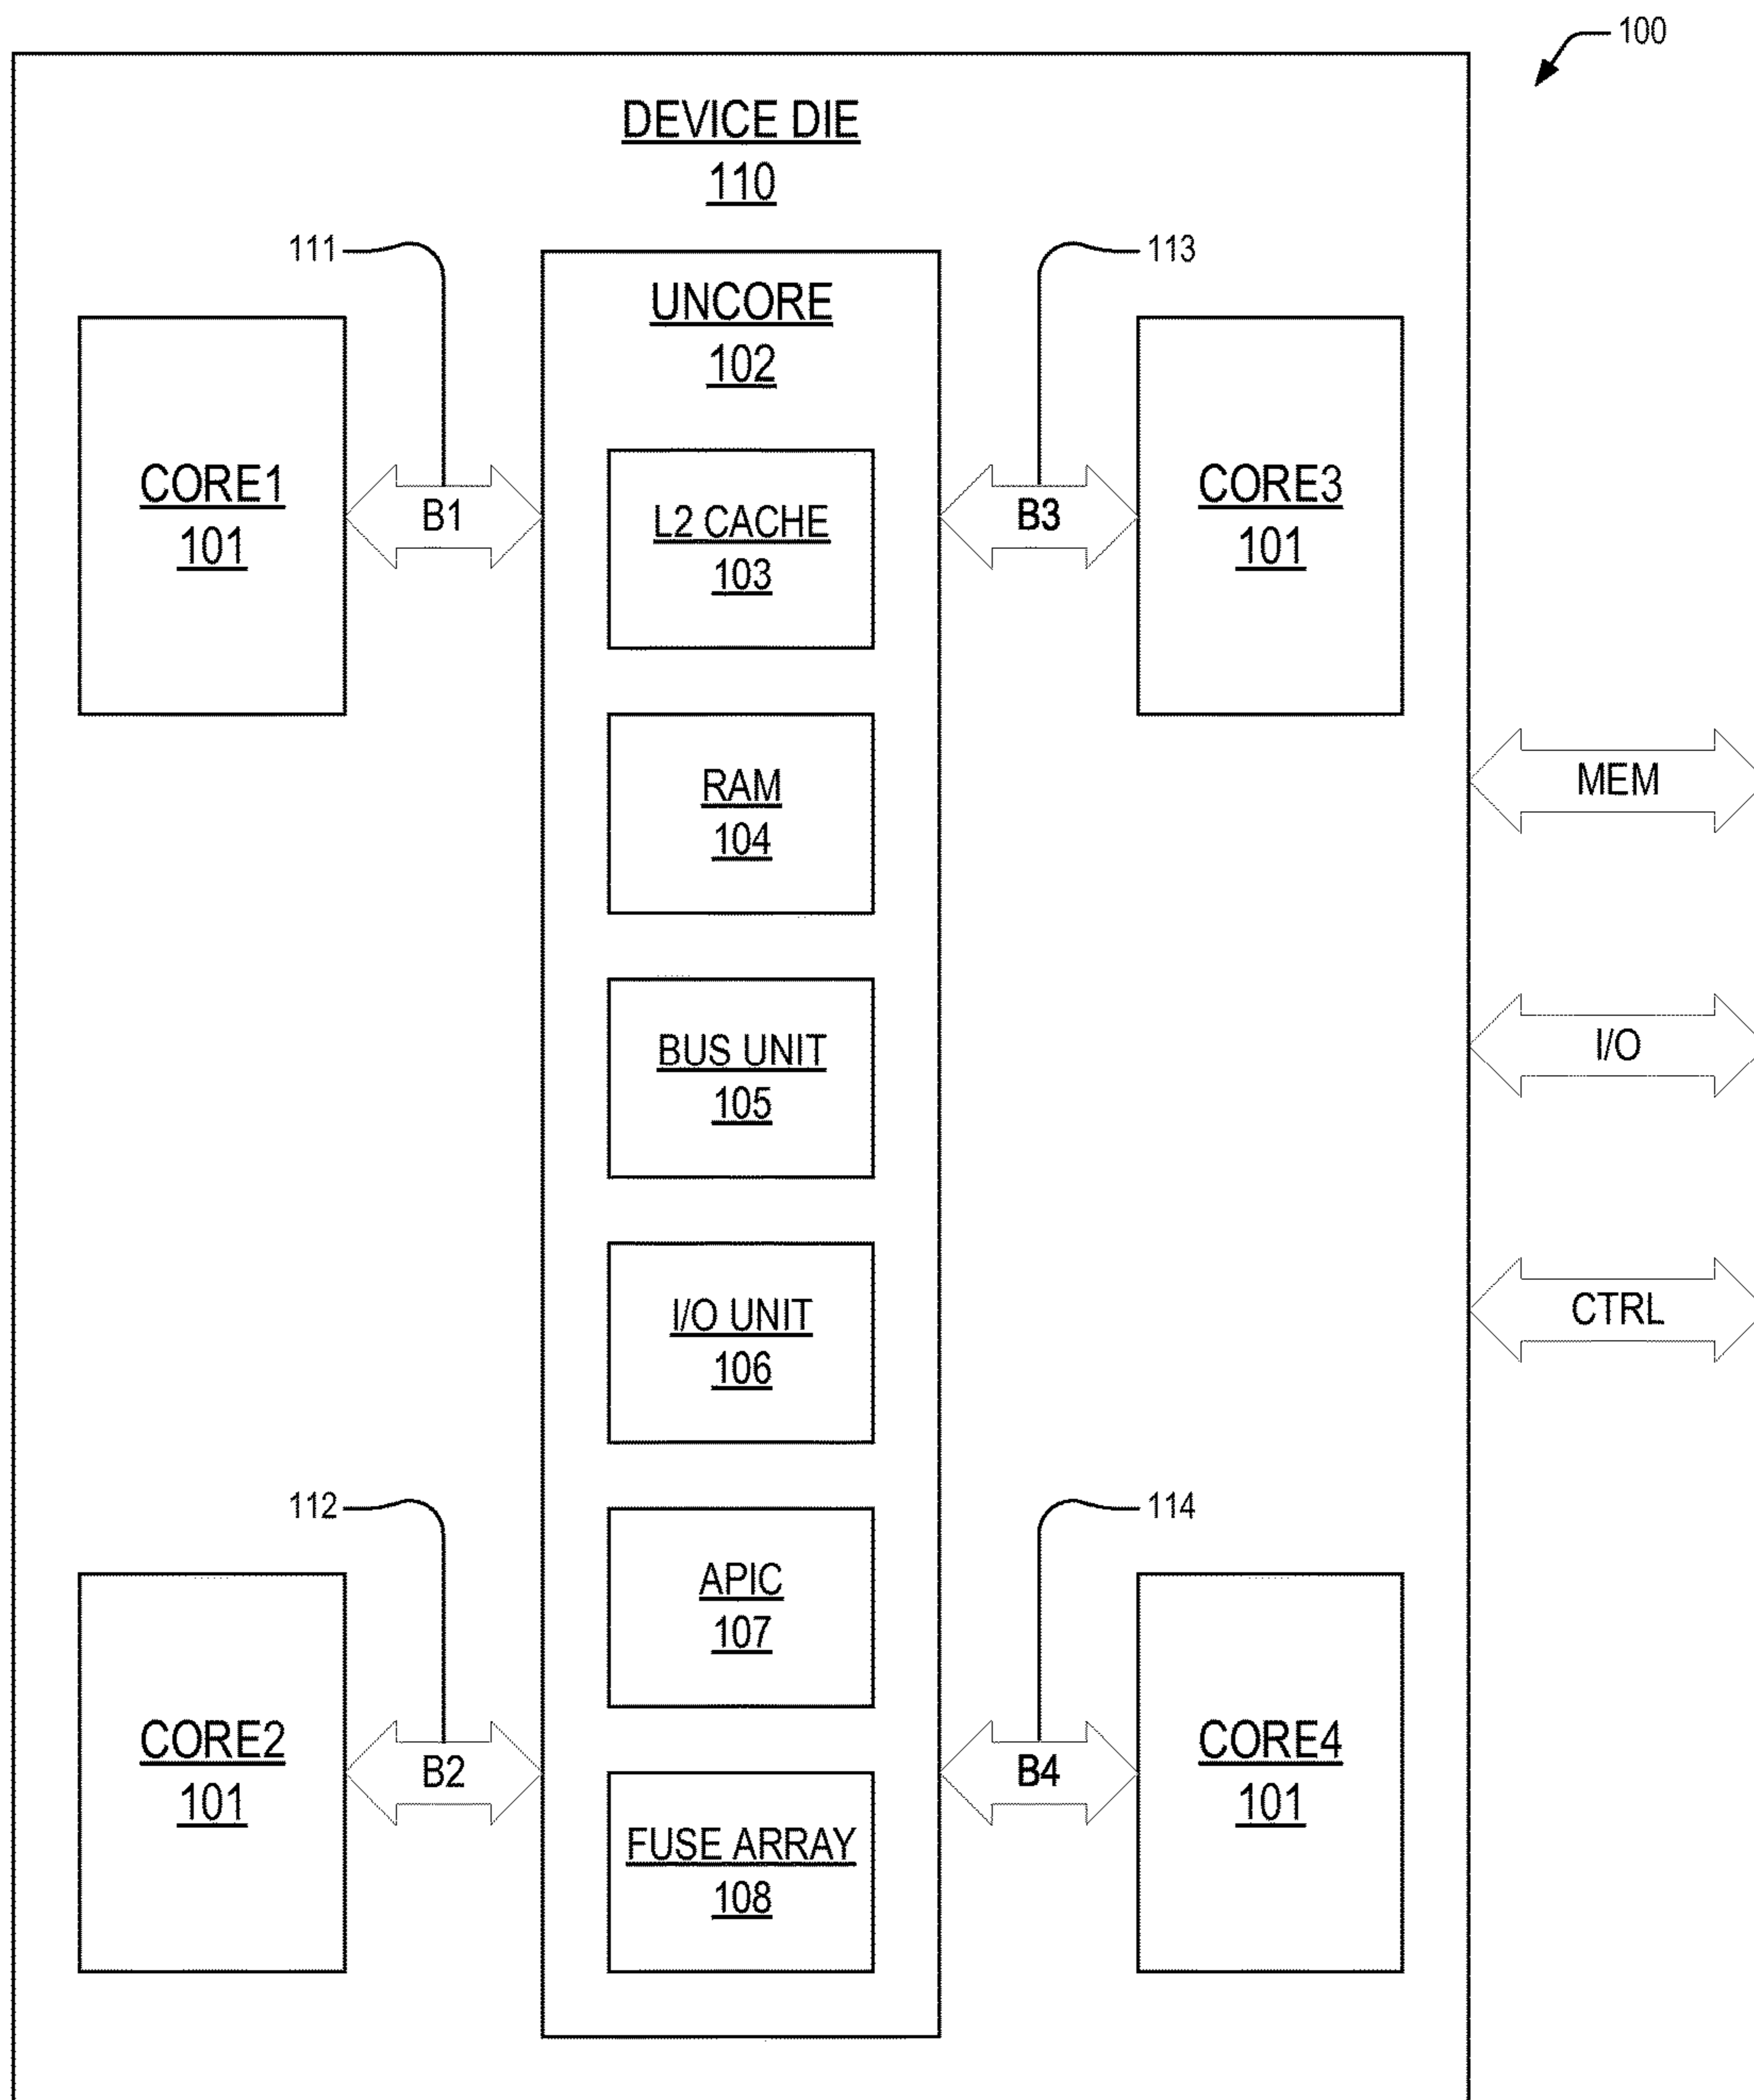 100
DEVICE DIE
110
111
113
UNCORE
102
CORE1
101
B1
L2 CACHE
103
B3
CORE3
101
RAM
104
MEM
BUS UNIT
105
I/O
I/O UNIT
106
CTRL
112
114
APIC
107
CORE2
101
B2
B4
CORE4
101
FUSE ARRAY
108